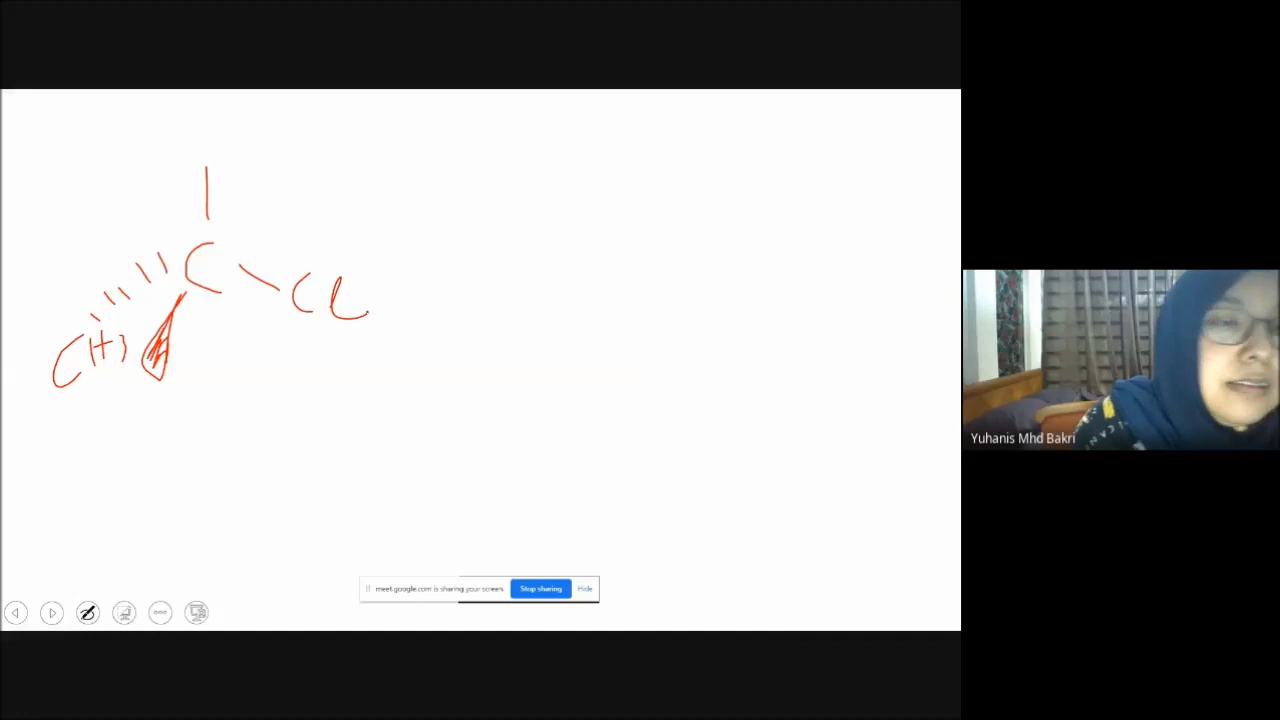 C
Cl
CH3
Yuhanis Mhd Bakri
meet.google.com is sharing your screen.
Stop sharing
Hide